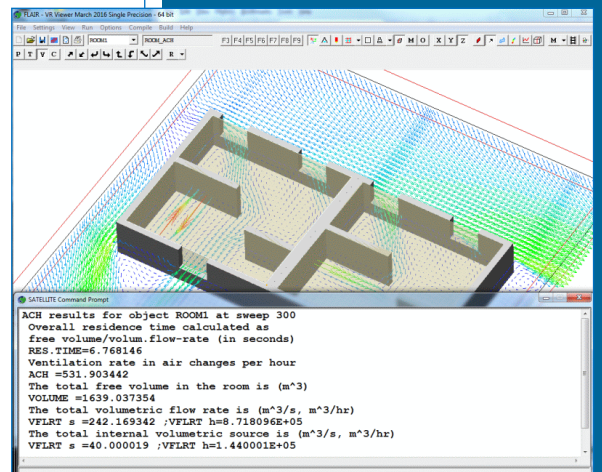 FLAIR - VR Viewer March 2016 Single Precision - 64 bit
File Settings View Run Options Compile Build Help
ROOM1 ROOM_ACH F3 F4 F5 F6 F7 F8 F9 M O X Y Z M H
P T V C R
SATELLITE Command Prompt
ACH results for object ROOM1 at sweep 300
Overall residence time calculated as
free volume/volum.flow-rate (in seconds)
RES.TIME=6.768146
Ventilation rate in air changes per hour
ACH =531.903442
The total free volume in the room is (m^3)
VOLUME =1639.037354
The total volumetric flow rate is (m^3/s, m^3/hr)
VFLRT s =242.169342 ;VFLRT h=8.718096E+05
The total internal volumetric source is (m^3/s, m^3/hr)
VFLRT s =40.000019 ;VFLRT h=1.440001E+05